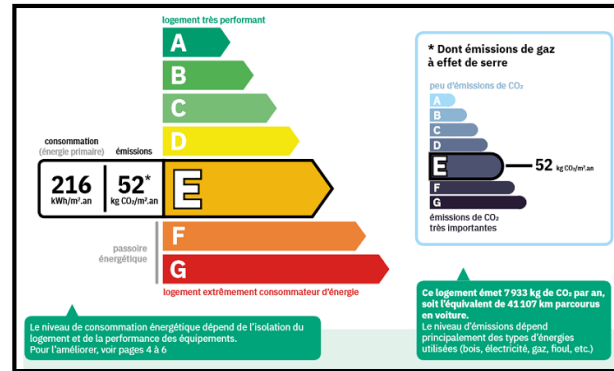 logement très performant
A
B
C
D
consommation
(énergie primaire)
émissions
216
kWh/m².an
52*
kg CO₂/m².an
E
F
G
passoire
énergétique
logement extrêmement consommateur d'énergie
Le niveau de consommation énergétique dépend de l'isolation du
logement et de la performance des équipements.
Pour l'améliorer, voir pages 4 à 6
* Dont émissions de gaz
à effet de serre
peu d'émissions de CO₂
A
B
C
D
E
52 kg CO₂/m².an
F
G
émissions de CO₂
très importantes
Ce logement émet 7 933 kg de CO₂ par an,
soit l'équivalent de 41 107 km parcourus
en voiture.
Le niveau d'émissions dépend
principalement des types d'énergies
utilisées (bois, électricité, gaz, fioul, etc.)